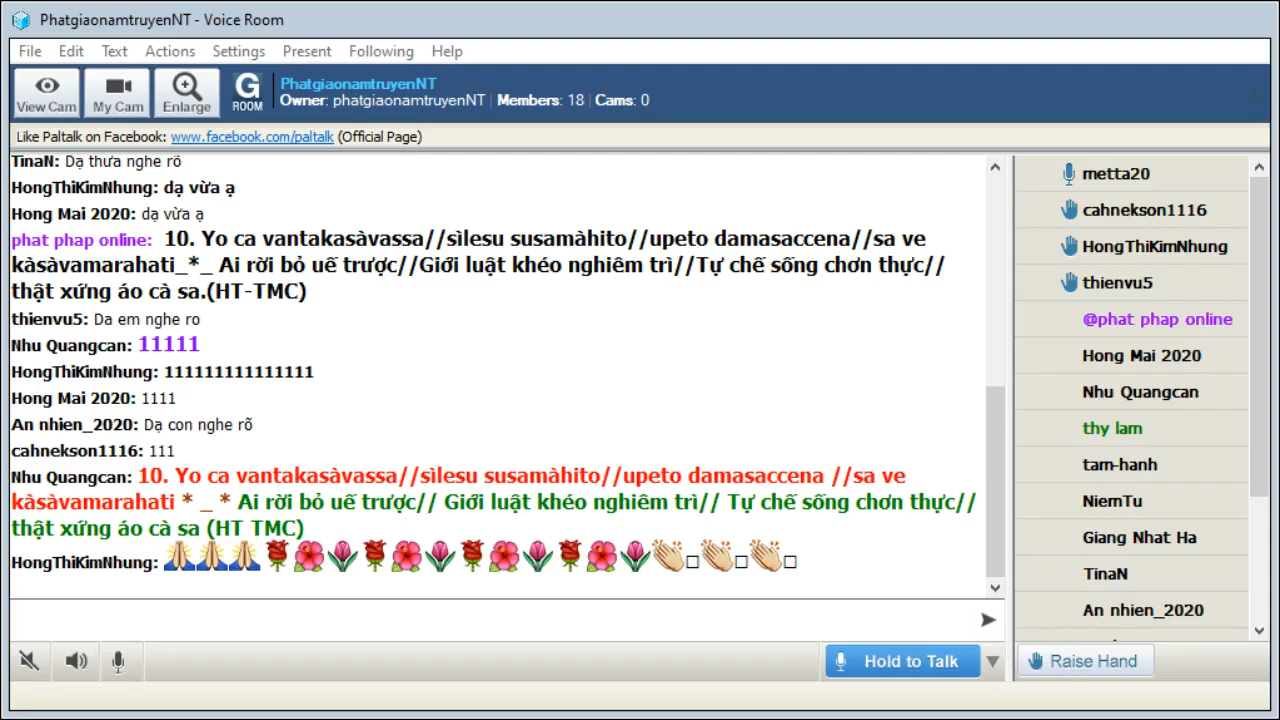 PhatgiaonamtruyenNT - Voice Room
File Edit Text Actions Settings Present Following Help
View Cam My Cam Enlarge G ROOM
PhatgiaonamtruyenNT
Owner: phatgiaonamtruyenNT | Members: 18 | Cams: 0
Like Paltalk on Facebook: www.facebook.com/paltalk (Official Page)
TinaN: Dạ thưa nghe rõ
HongThiKimNhung: dạ vừa ạ
Hong Mai 2020: dạ vừa ạ
phat phap online: 10. Yo ca vantakasàvassa//sìlesu susamàhito//upeto damasaccena//sa ve
kàsàvamarahati_*_ Ai rời bỏ uế trược//Giới luật khéo nghiêm trì//Tự chế sống chơn thực//
thật xứng áo cà sa.(HT-TMC)
thienvu5: Da em nghe ro
Nhu Quangcan: 11111
HongThiKimNhung: 111111111111111
Hong Mai 2020: 1111
An nhien_2020: Dạ con nghe rõ
cahnekson1116: 111
Nhu Quangcan: 10. Yo ca vantakasàvassa//sìlesu susamàhito//upeto damasaccena //sa ve
kàsàvamarahati * _ * Ai rời bỏ uế trược// Giới luật khéo nghiêm trì// Tự chế sống chơn thực//
thật xứng áo cà sa (HT TMC)
HongThiKimNhung: 🙏🙏🙏🌹🌺🌷🌹🌺🌷🌹🌺🌷🌹🌺🌷👏□👏□👏□
Hold to Talk
metta20
cahnekson1116
HongThiKimNhung
thienvu5
@phat phap online
Hong Mai 2020
Nhu Quangcan
thy lam
tam-hanh
NiemTu
Giang Nhat Ha
TinaN
An nhien_2020
Raise Hand